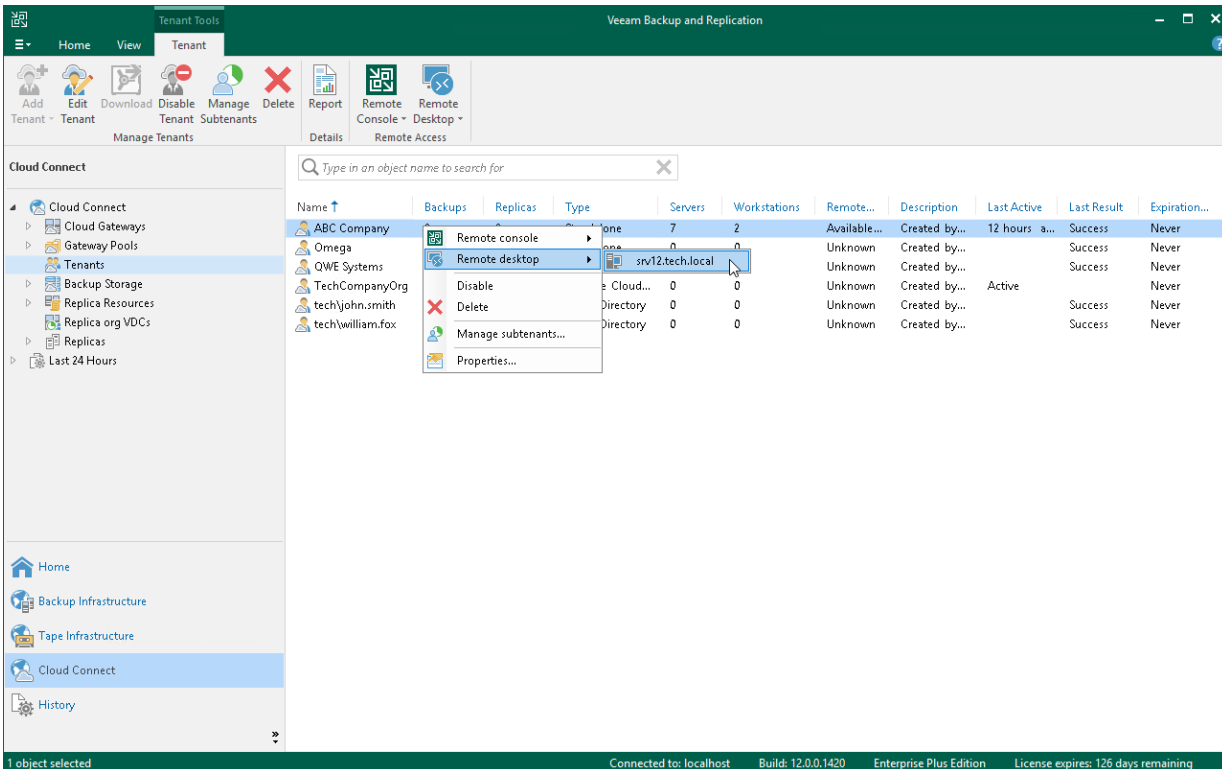 Tenant Tools
Veeam Backup and Replication
Home View Tenant
Add Tenant
Edit Tenant
Download
Disable Tenant
Manage Subtenants
Delete
Report
Remote Console
Remote Desktop
Manage Tenants
Details
Remote Access
Cloud Connect
Type in an object name to search for
Cloud Connect
Cloud Gateways
Gateway Pools
Tenants
Backup Storage
Replica Resources
Replica org VDCs
Replicas
Last 24 Hours
Name Backups Replicas Type Servers Workstations Remote... Description Last Active Last Result Expiration...
ABC Company 7 2 Available... Created by... 12 hours a... Success Never
Omega 0 0 Unknown Created by... Success Never
QWE Systems 0 Unknown Created by... Success Never
TechCompanyOrg e Cloud... 0 0 Unknown Created by... Active Never
tech\john.smith Directory 0 0 Unknown Created by... Success Never
tech\william.fox Directory 0 0 Unknown Created by... Success Never
Remote console
Remote desktop
srv12.tech.local
Disable
Delete
Manage subtenants...
Properties...
Home
Backup Infrastructure
Tape Infrastructure
Cloud Connect
History
1 object selected
Connected to: localhost
Build: 12.0.0.1420
Enterprise Plus Edition
License expires: 126 days remaining